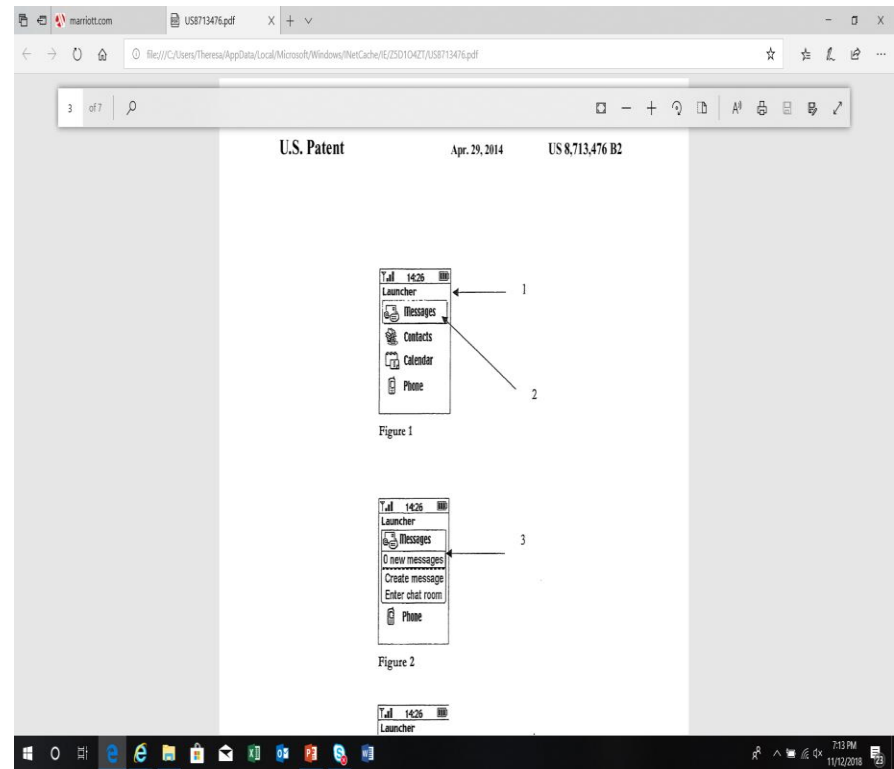 marriott.com
US8713476.pdf
file:///C:/Users/Theresa/AppData/Local/Microsoft/Windows/INetCache/IE/Z5D1O4ZT/US8713476.pdf
3 of 7
U.S. Patent Apr. 29, 2014 US 8,713,476 B2
14:26
Launcher
1
Messages
Contacts
Calendar
Phone
2
Figure 1
14:26
Launcher
Messages
3
0 new messages
Create message
Enter chat room
Phone
Figure 2
14:26
Launcher
7:13 PM
11/12/2018
23